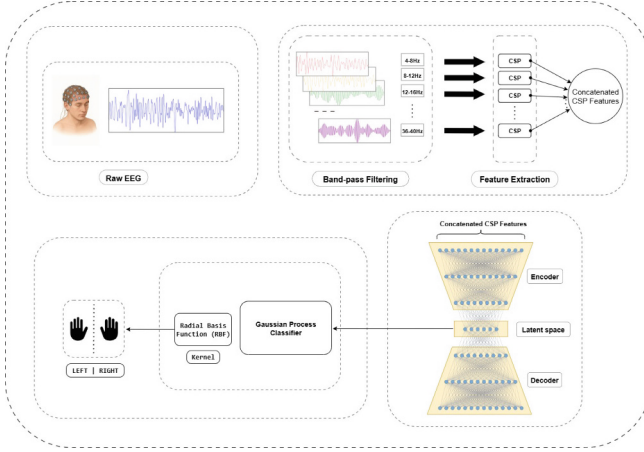 4-8Hz
CSP
8-12Hz
CSP
12-16Hz
CSP
36-40Hz
CSP
Concatenated
CSP Features
Raw EEG
Band-pass Filtering
Feature Extraction
Concatenated CSP Features
Encoder
Latent space
Decoder
Gaussian Process
Classifier
Radial Basis
Function (RBF)
Kernel
LEFT | RIGHT